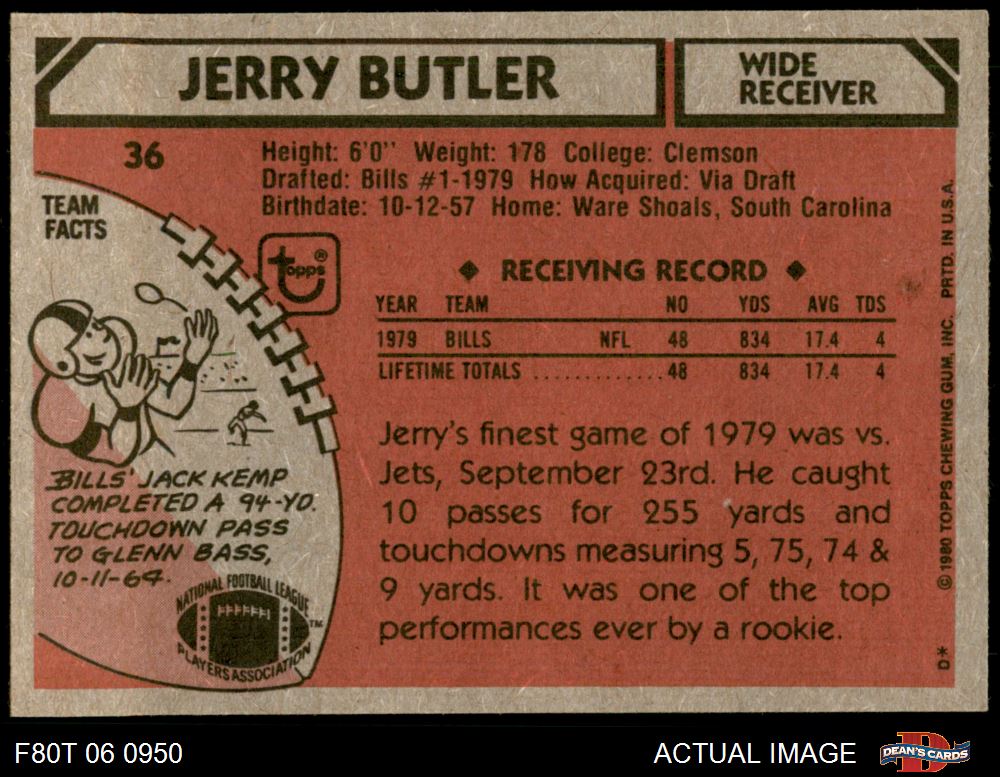 JERRY BUTLER
WIDE
RECEIVER
36
Height: 6'0" Weight: 178 College: Clemson
Drafted: Bills #1-1979 How Acquired: Via Draft
Birthdate: 10-12-57 Home: Ware Shoals, South Carolina
TEAM
FACTS
topps®
◆ RECEIVING RECORD ◆
YEAR TEAM NO YDS AVG TDS
1979 BILLS NFL 48 834 17.4 4
LIFETIME TOTALS ............. 48 834 17.4 4
Jerry's finest game of 1979 was vs.
Jets, September 23rd. He caught
10 passes for 255 yards and
touchdowns measuring 5, 75, 74 &
9 yards. It was one of the top
performances ever by a rookie.
BILLS' JACK KEMP
COMPLETED A 94-YD.
TOUCHDOWN PASS
TO GLENN BASS,
10-11-64.
NATIONAL FOOTBALL LEAGUE
PLAYERS ASSOCIATION
TM
D* © 1980 TOPPS CHEWING GUM, INC. PRTD. IN U.S.A.
F80T 06 0950
ACTUAL IMAGE
D
DEAN'S CARDS